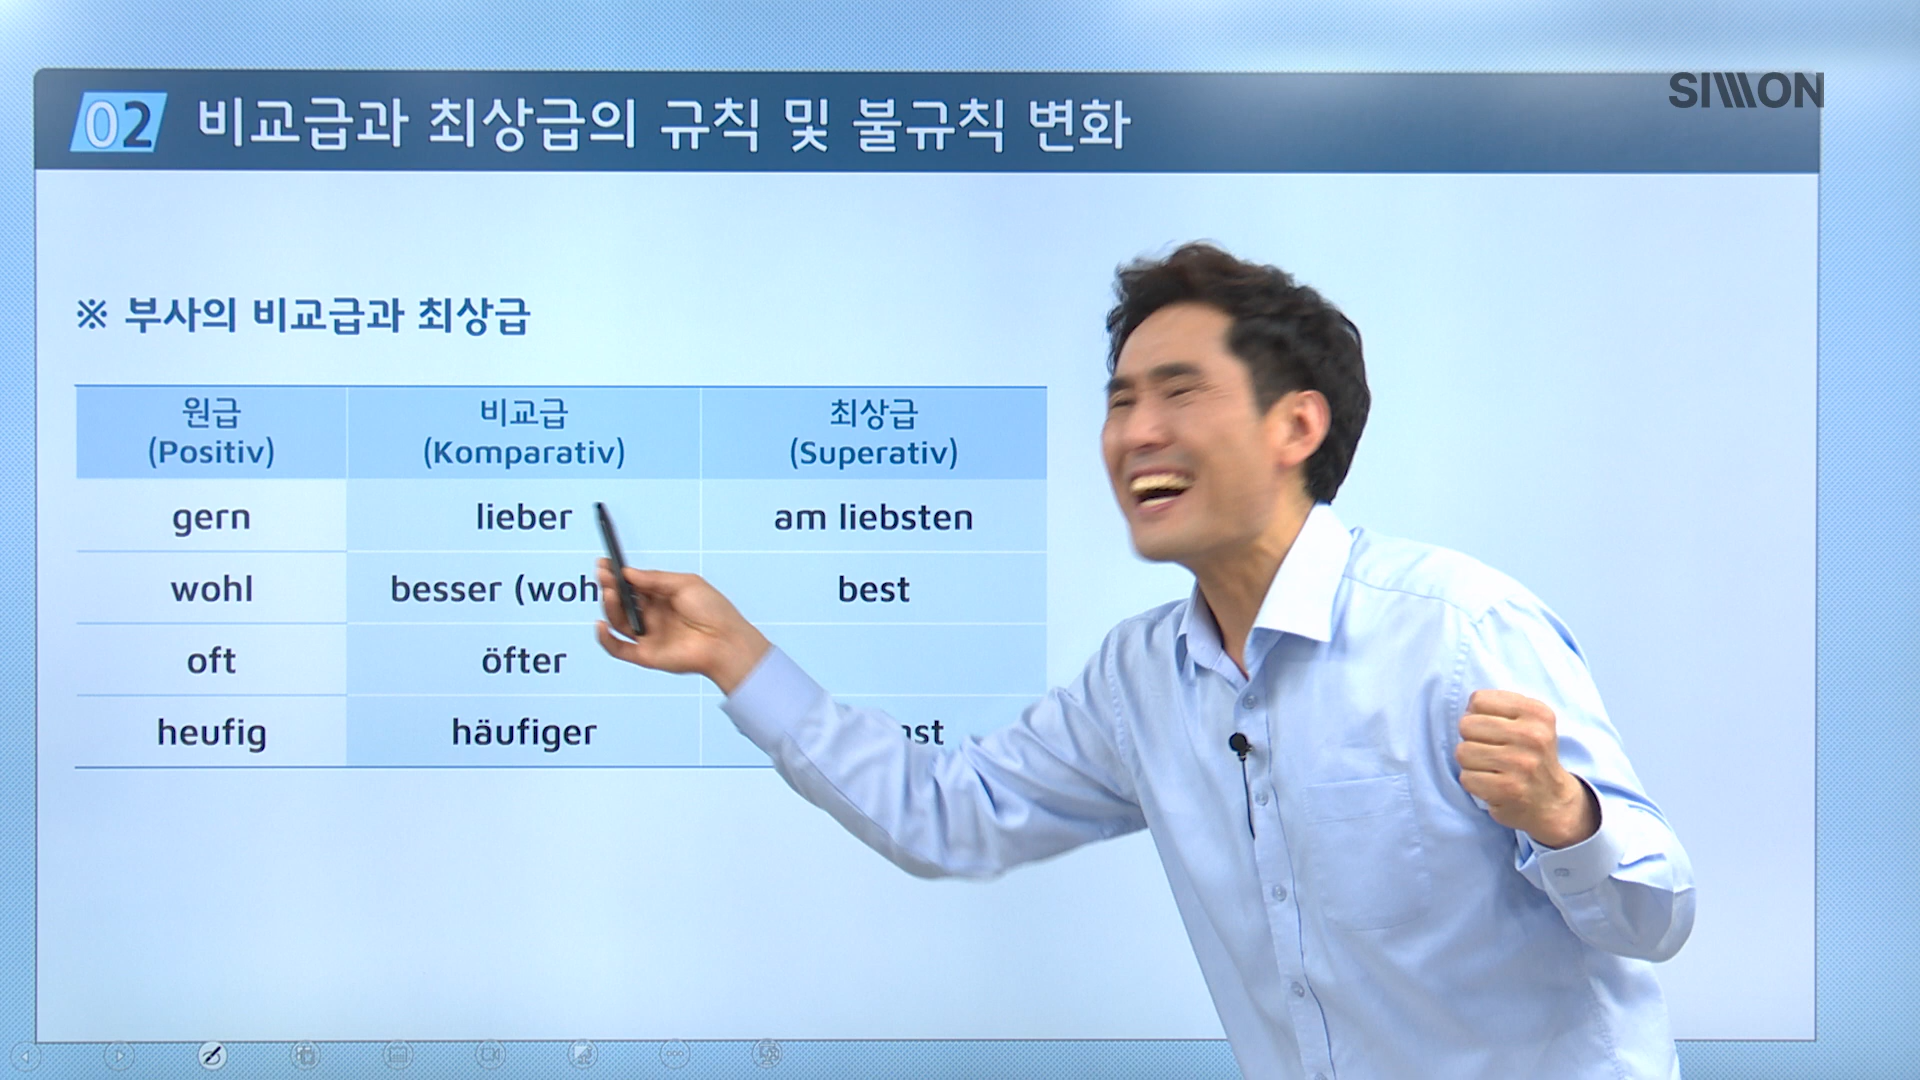 SIMON
02 비교급과 최상급의 규칙 및 불규칙 변화
※ 부사의 비교급과 최상급
원급 비교급 최상급
(Positiv) (Komparativ) (Superativ)
gern lieber am liebsten
wohl besser best
oft öfter
heufig häufiger